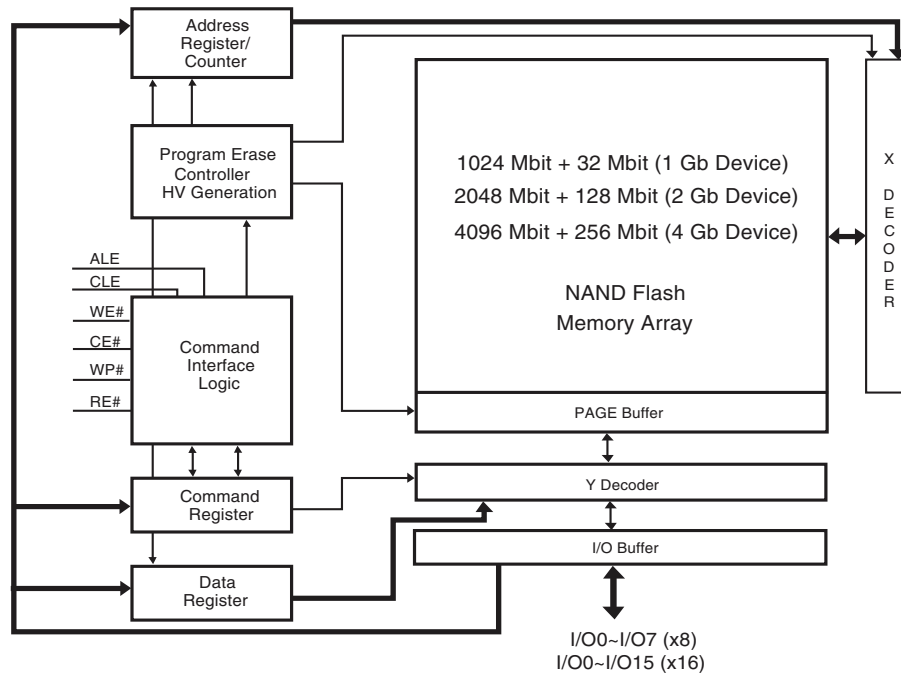 Address
Register/
Counter
Program Erase
Controller
HV Generation
ALE
CLE
WE#
CE#
WP#
RE#
Command
Interface
Logic
Command
Register
Data
Register
1024 Mbit + 32 Mbit (1 Gb Device)
2048 Mbit + 128 Mbit (2 Gb Device)
4096 Mbit + 256 Mbit (4 Gb Device)
NAND Flash
Memory Array
PAGE Buffer
Y Decoder
I/O Buffer
I/O0~I/O7 (x8)
I/O0~I/O15 (x16)
X
D
E
C
O
D
E
R